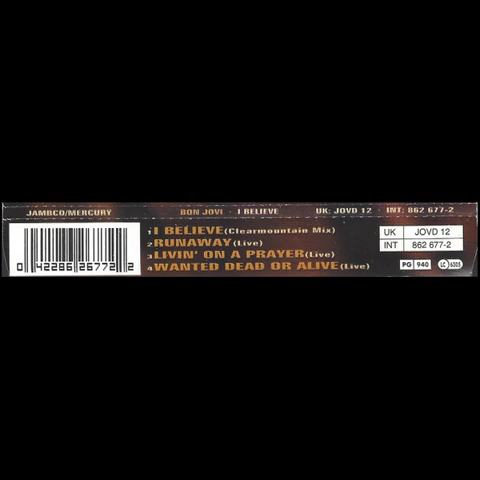 JAMBCO/MERCURY BON JOVI · I BELIEVE UK: JOVD 12 · INT: 862 677-2
1 I BELIEVE (Clearmountain Mix)
2 RUNAWAY (Live)
3 LIVIN' ON A PRAYER (Live)
4 WANTED DEAD OR ALIVE (Live)
0 42286 26772 2
UK JOVD 12
INT 862 677-2
PG 940 LC 6305